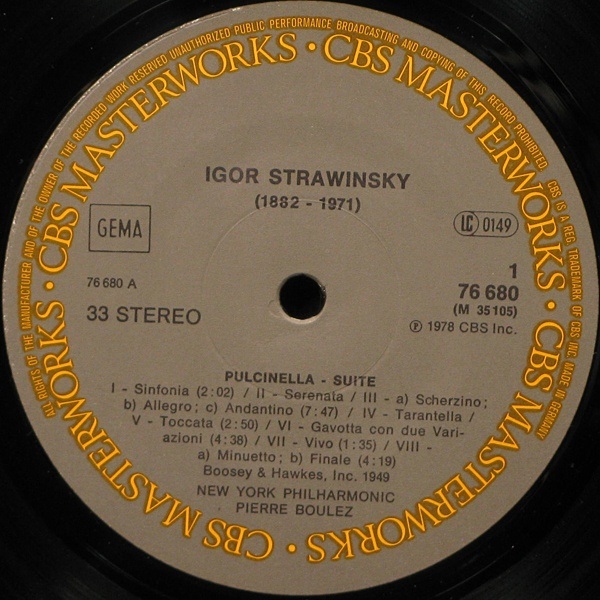 ALL RIGHTS OF THE MANUFACTURER AND OF THE OWNER OF THE RECORDED WORK RESERVED UNAUTHORIZED PUBLIC PERFORMANCE BROADCASTING AND COPYING OF THIS RECORD PROHIBITED CBS IS A REG. TRADEMARK OF CBS INC. MADE IN GERMANY
CBS MASTERWORKS • CBS MASTERWORKS • CBS MASTERWORKS • CBS MASTERWORKS • CBS MASTERWORKS •
IGOR STRAWINSKY
(1882 - 1971)
GEMA
LC 0149
76 680 A
1
33 STEREO
76 680
(M 35105)
℗ 1978 CBS Inc.
PULCINELLA - SUITE
I - Sinfonia (2:02) / II - Serenata / III - a) Scherzino;
b) Allegro; c) Andantino (7:47) / IV - Tarantella /
V - Toccata (2:50) / VI - Gavotta con due Vari-
azioni (4:38) / VII - Vivo (1:35) / VIII -
a) Minuetto; b) Finale (4:19)
Boosey & Hawkes, Inc. 1949
NEW YORK PHILHARMONIC
PIERRE BOULEZ